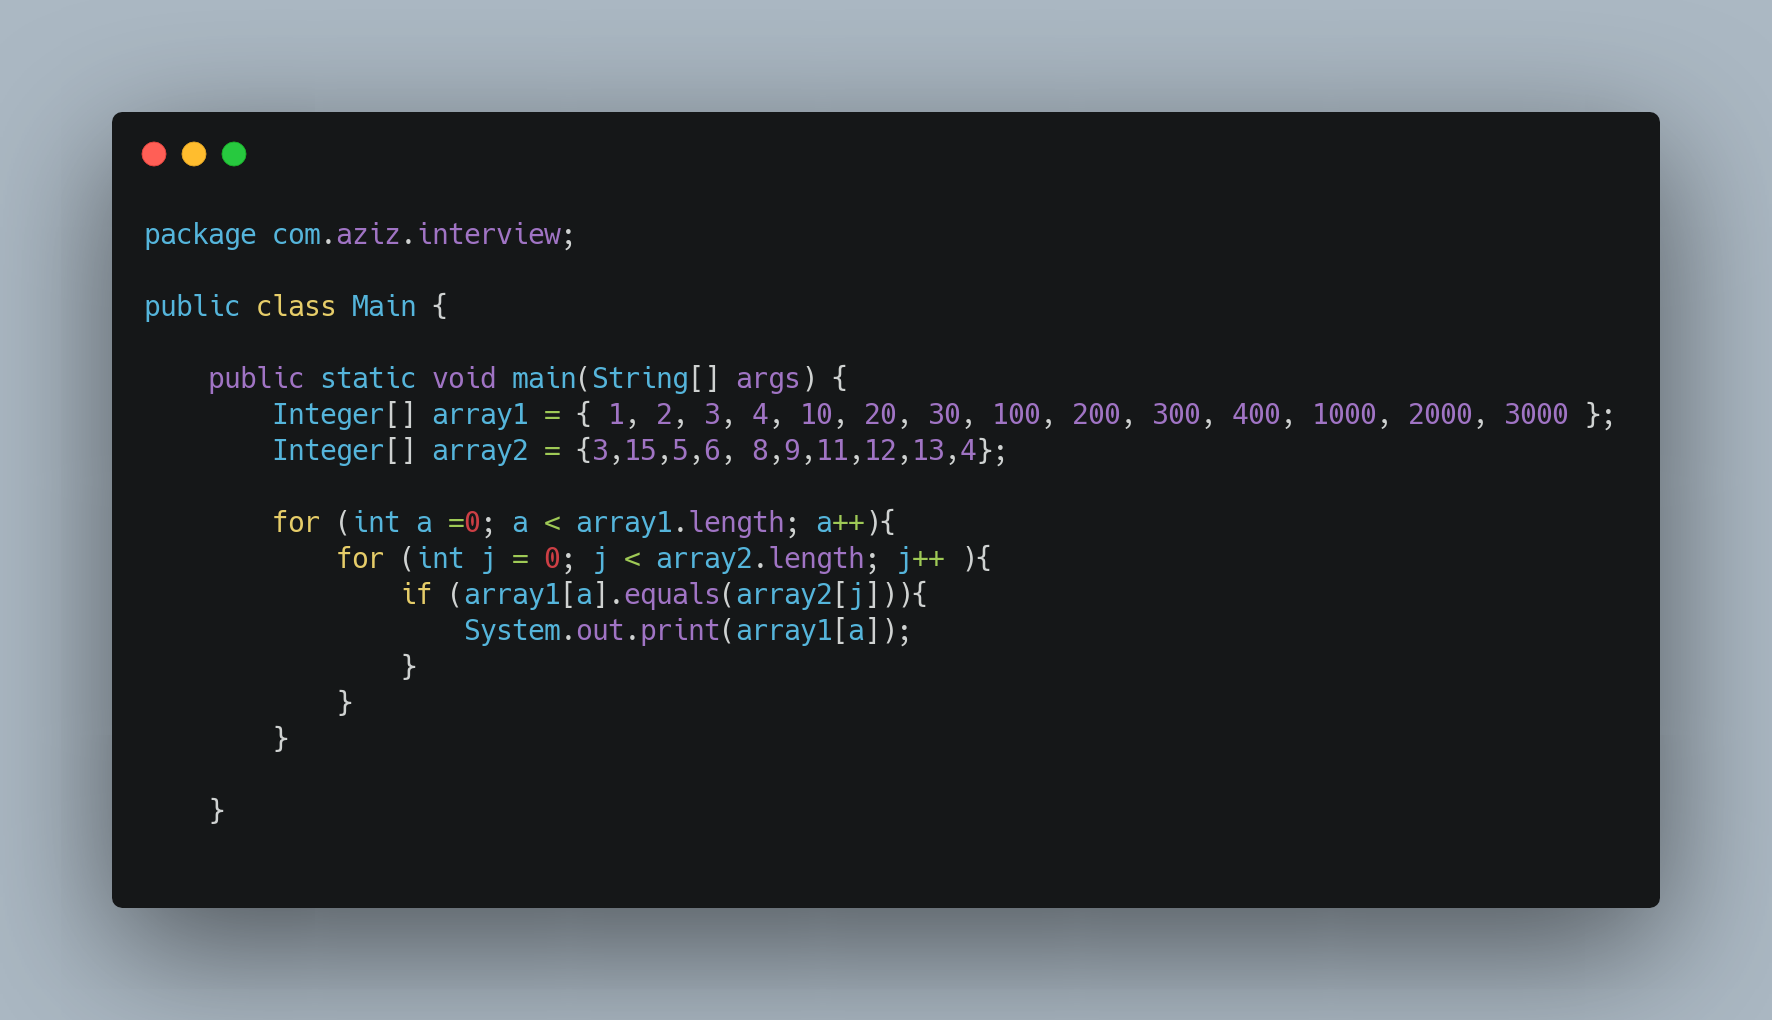 package com.aziz.interview;
public class Main {
public static void main(String[] args) {
Integer[] array1 = { 1, 2, 3, 4, 10, 20, 30, 100, 200, 300, 400, 1000, 2000, 3000 };
Integer[] array2 = {3,15,5,6, 8,9,11,12,13,4};
for (int a =0; a < array1.length; a++){
for (int j = 0; j < array2.length; j++ ){
if (array1[a].equals(array2[j])){
System.out.print(array1[a]);
}
}
}
}